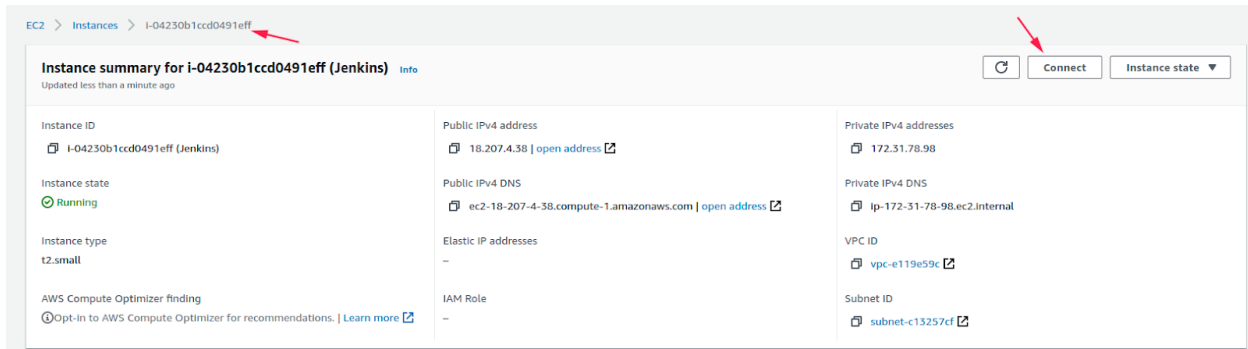 EC2 > Instances > i-04230b1ccd0491eff
Instance summary for i-04230b1ccd0491eff (Jenkins) Info
Updated less than a minute ago
Connect
Instance state
Instance ID
i-04230b1ccd0491eff (Jenkins)
Public IPv4 address
18.207.4.38 | open address
Private IPv4 addresses
172.31.78.98
Instance state
Running
Public IPv4 DNS
ec2-18-207-4-38.compute-1.amazonaws.com | open address
Private IPv4 DNS
ip-172-31-78-98.ec2.internal
Instance type
t2.small
Elastic IP addresses
–
VPC ID
vpc-e119e59c
AWS Compute Optimizer finding
Opt-in to AWS Compute Optimizer for recommendations. | Learn more
IAM Role
–
Subnet ID
subnet-c13257cf